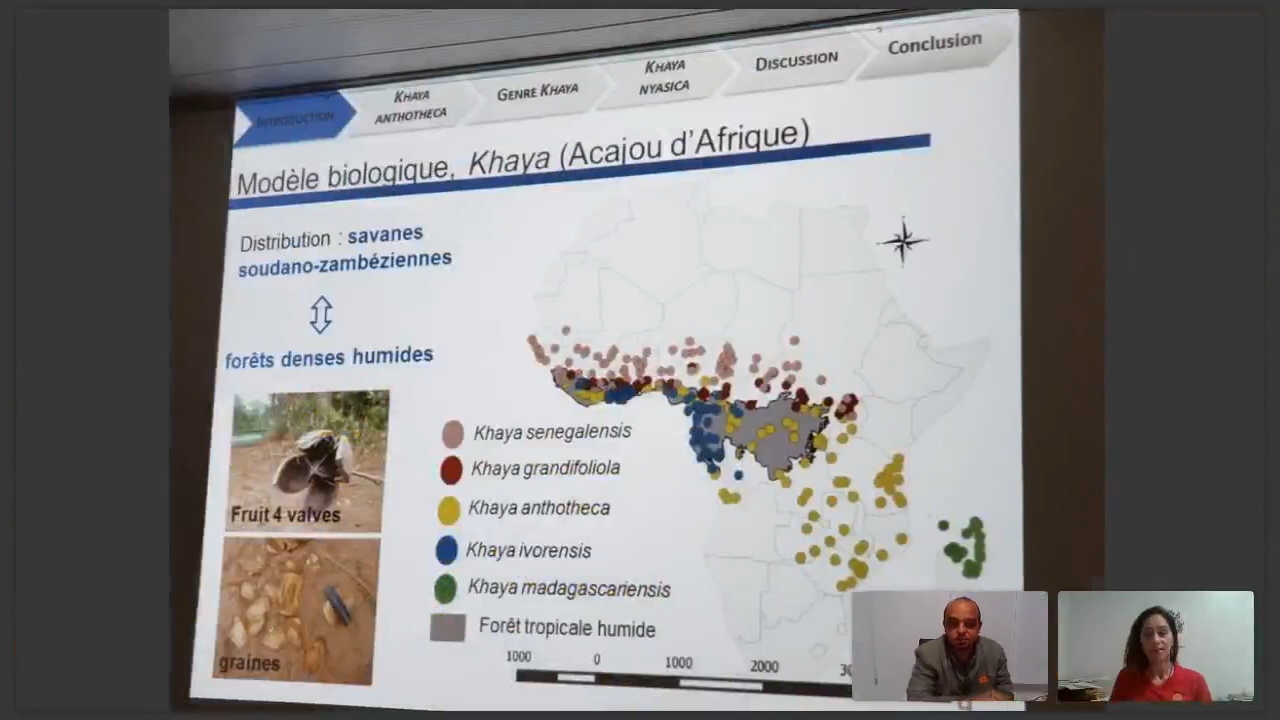 INTRODUCTION
KHAYA
ANTHOTHECA
GENRE KHAYA
KHAYA
NYASICA
DISCUSSION
Conclusion
Modèle biologique, Khaya (Acajou d'Afrique)
Distribution : savanes
soudano-zambéziennes
forêts denses humides
Fruit 4 valves
graines
Khaya senegalensis
Khaya grandifoliola
Khaya anthotheca
Khaya ivorensis
Khaya madagascariensis
Forêt tropicale humide
1000 0 1000 2000